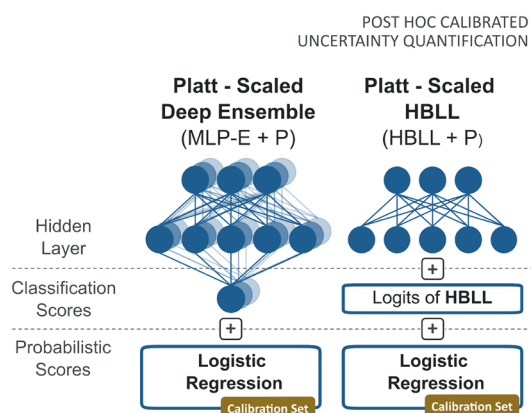 POST HOC CALIBRATED
UNCERTAINTY QUANTIFICATION
Platt - Scaled
Deep Ensemble
(MLP-E + P)
Platt - Scaled
HBLL
(HBLL + P)
Hidden
Layer
+
Classification
Scores
Logits of HBLL
+
+
Probabilistic
Scores
Logistic
Regression
Calibration Set
Logistic
Regression
Calibration Set